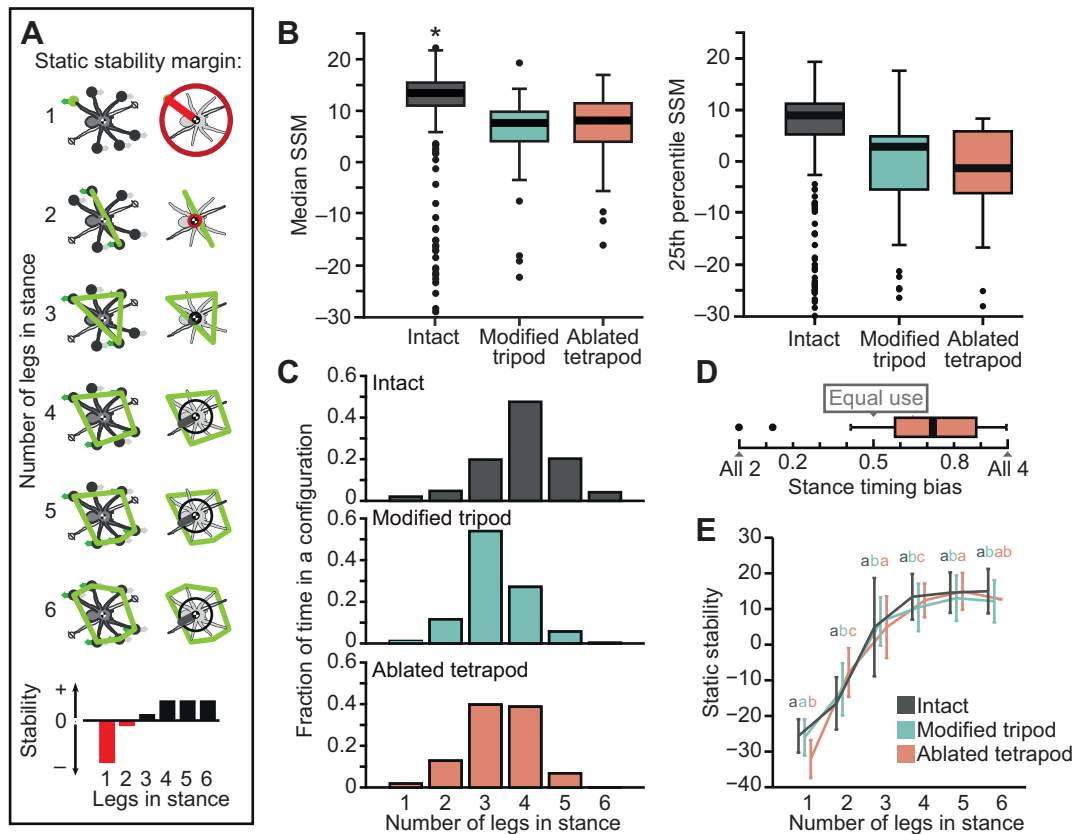 A
Static stability margin:
1
2
3
4
5
6
Number of legs in stance
+
0
–
Stability
1 2 3 4 5 6
Legs in stance
B
*
20
10
0
–10
–20
–30
Median SSM
Intact
Modified tripod
Ablated tetrapod
20
10
0
–10
–20
–30
25th percentile SSM
Intact
Modified tripod
Ablated tetrapod
C
Intact
0.6
0.4
0.2
0
Modified tripod
0.6
0.4
0.2
0
Ablated tetrapod
0.6
0.4
0.2
0
Fraction of time in a configuration
1 2 3 4 5 6
Number of legs in stance
D
Equal use
All 2
0.2
0.5
0.8
All 4
Stance timing bias
E
30
20
10
0
–10
–20
–30
–40
Static stability
aab
abc
aba
abc
aba
abab
Intact
Modified tripod
Ablated tetrapod
1 2 3 4 5 6
Number of legs in stance